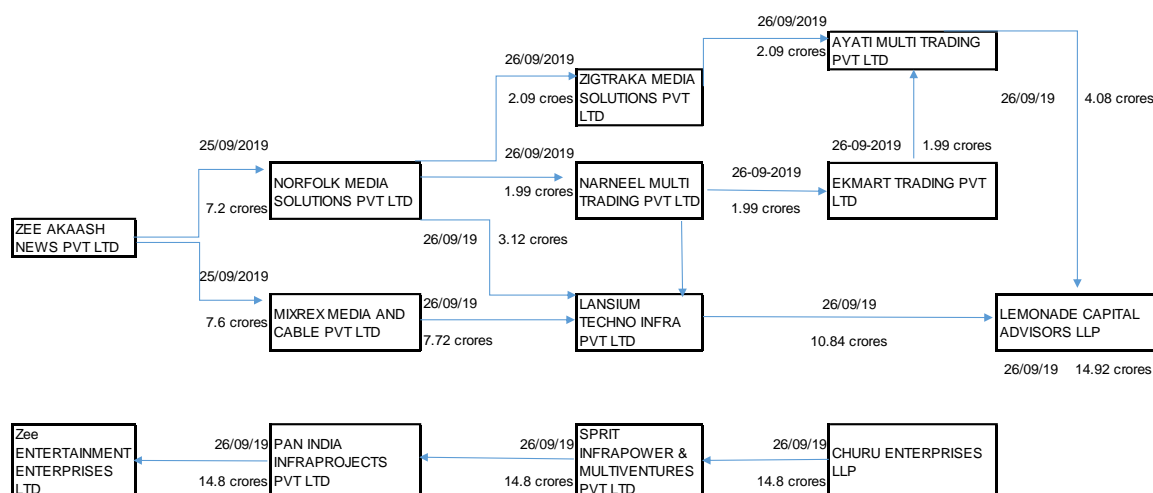 26/09/2019
2.09 crores
AYATI MULTI TRADING
PVT LTD
26/09/2019
2.09 croes
ZIGTRAKA MEDIA
SOLUTIONS PVT
LTD
26/09/19
4.08 crores
25/09/2019
7.2 crores
NORFOLK MEDIA
SOLUTIONS PVT LTD
26/09/2019
1.99 crores
NARNEEL MULTI
TRADING PVT LTD
26-09-2019
1.99 crores
EKMART TRADING PVT
LTD
26-09-2019
1.99 crores
ZEE AKAASH
NEWS PVT LTD
26/09/19
3.12 crores
25/09/2019
7.6 crores
MIXREX MEDIA AND
CABLE PVT LTD
26/09/19
7.72 crores
LANSIUM
TECHNO INFRA
PVT LTD
26/09/19
10.84 crores
LEMONADE CAPITAL
ADVISORS LLP
26/09/19 14.92 crores
Zee
ENTERTAINMENT
ENTERPRISES
LTD
26/09/19
14.8 crores
PAN INDIA
INFRAPROJECTS
PVT LTD
26/09/19
14.8 crores
SPRIT
INFRAPOWER &
MULTIVENTURES
PVT LTD
26/09/19
14.8 crores
CHURU ENTERPRISES
LLP